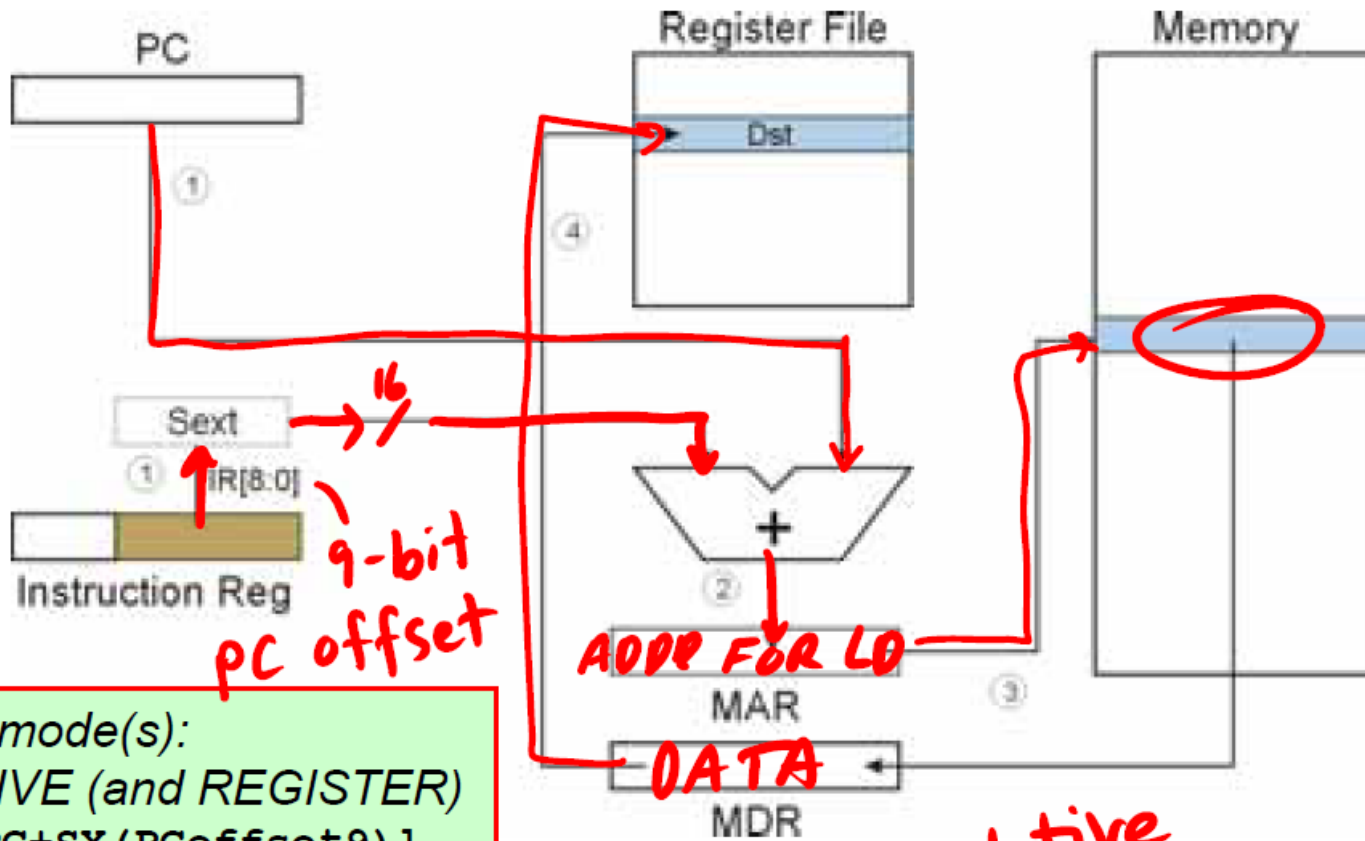 PC
Register File
Memory
Dst
1
4
16
Sext
1
IR[8:0]
+
9-bit
Instruction Reg
2
PC offset
ADDR FOR LD
MAR
3
mode(s):
DATA
IVE (and REGISTER)
MDR